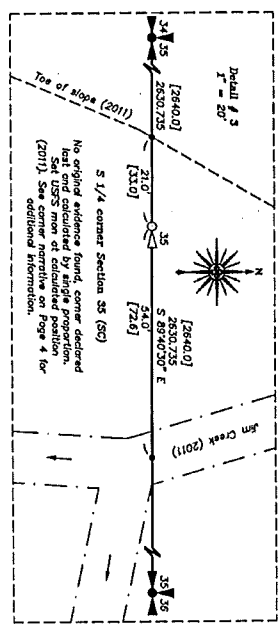 Detail # 3
1" = 20'
N
34
35
[2640.0]
2630.735
21.0'
[33.0]
35
[2640.0]
2630.735
S 89°40'30" E
54.0'
[72.6]
35
36
Toe of slope (2011)
Jim Creek (2011)
S 1/4 corner Section 35 (SC)
No original evidence found, corner declared
lost and calculated by single proportion.
Set USFS mon at calculated position
(2011). See corner narrative on Page 4 for
additional information.